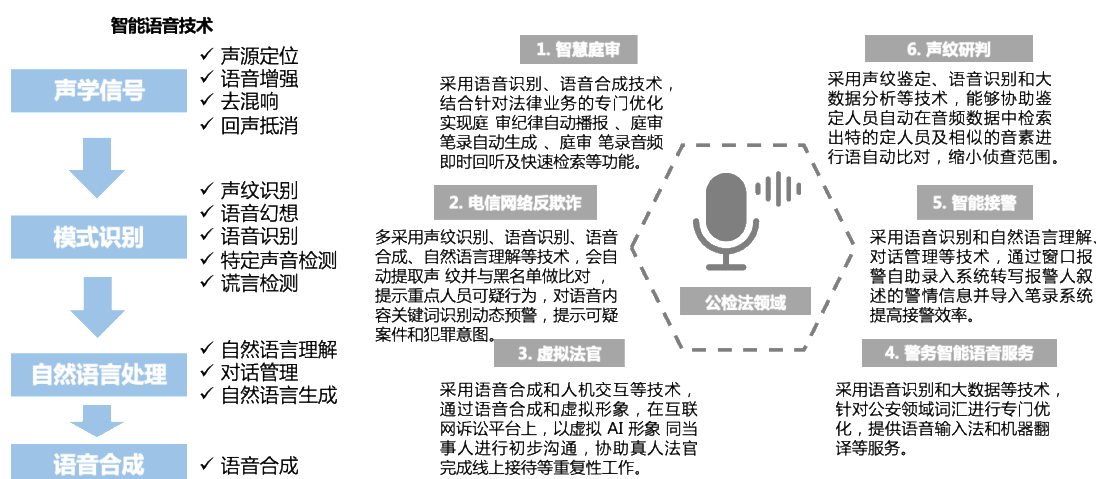 智能语音技术
声学信号
✓ 声源定位
✓ 语音增强
✓ 去混响
✓ 回声抵消
模式识别
✓ 声纹识别
✓ 语音幻想
✓ 语音识别
✓ 特定声音检测
✓ 谎言检测
自然语言处理
✓ 自然语言理解
✓ 对话管理
✓ 自然语言生成
语音合成
✓ 语音合成
1. 智慧庭审
采用语音识别、语音合成技术，
结合针对法律业务的专门优化
实现庭 审纪律自动播报 、庭审
笔录自动生成 、庭审 笔录音频
即时回听及快速检索等功能。
2. 电信网络反欺诈
多采用声纹识别、语音识别、语音
合成、自然语言理解等技术，会自
动提取声 纹并与黑名单做比对 ，
提示重点人员可疑行为，对语音内
容关键词识别动态预警，提示可疑
案件和犯罪意图。
3. 虚拟法官
采用语音合成和人机交互等技术，
通过语音合成和虚拟形象，在互联
网诉讼平台上，以虚拟 AI 形象 同当
事人进行初步沟通，协助真人法官
完成线上接待等重复性工作。
公检法领域
6. 声纹研判
采用声纹鉴定、语音识别和大
数据分析等技术，能够协助鉴
定人员自动在音频数据中检索
出特的定人员及相似的音素进
行语自动比对，缩小侦查范围。
5. 智能接警
采用语音识别和自然语言理解、
对话管理等技术，通过窗口报
警自助录入系统转写报警人叙
述的警情信息并导入笔录系统
提高接警效率。
4. 警务智能语音服务
采用语音识别和大数据等技术，
针对公安领域词汇进行专门优
化，提供语音输入法和机器翻
译等服务。